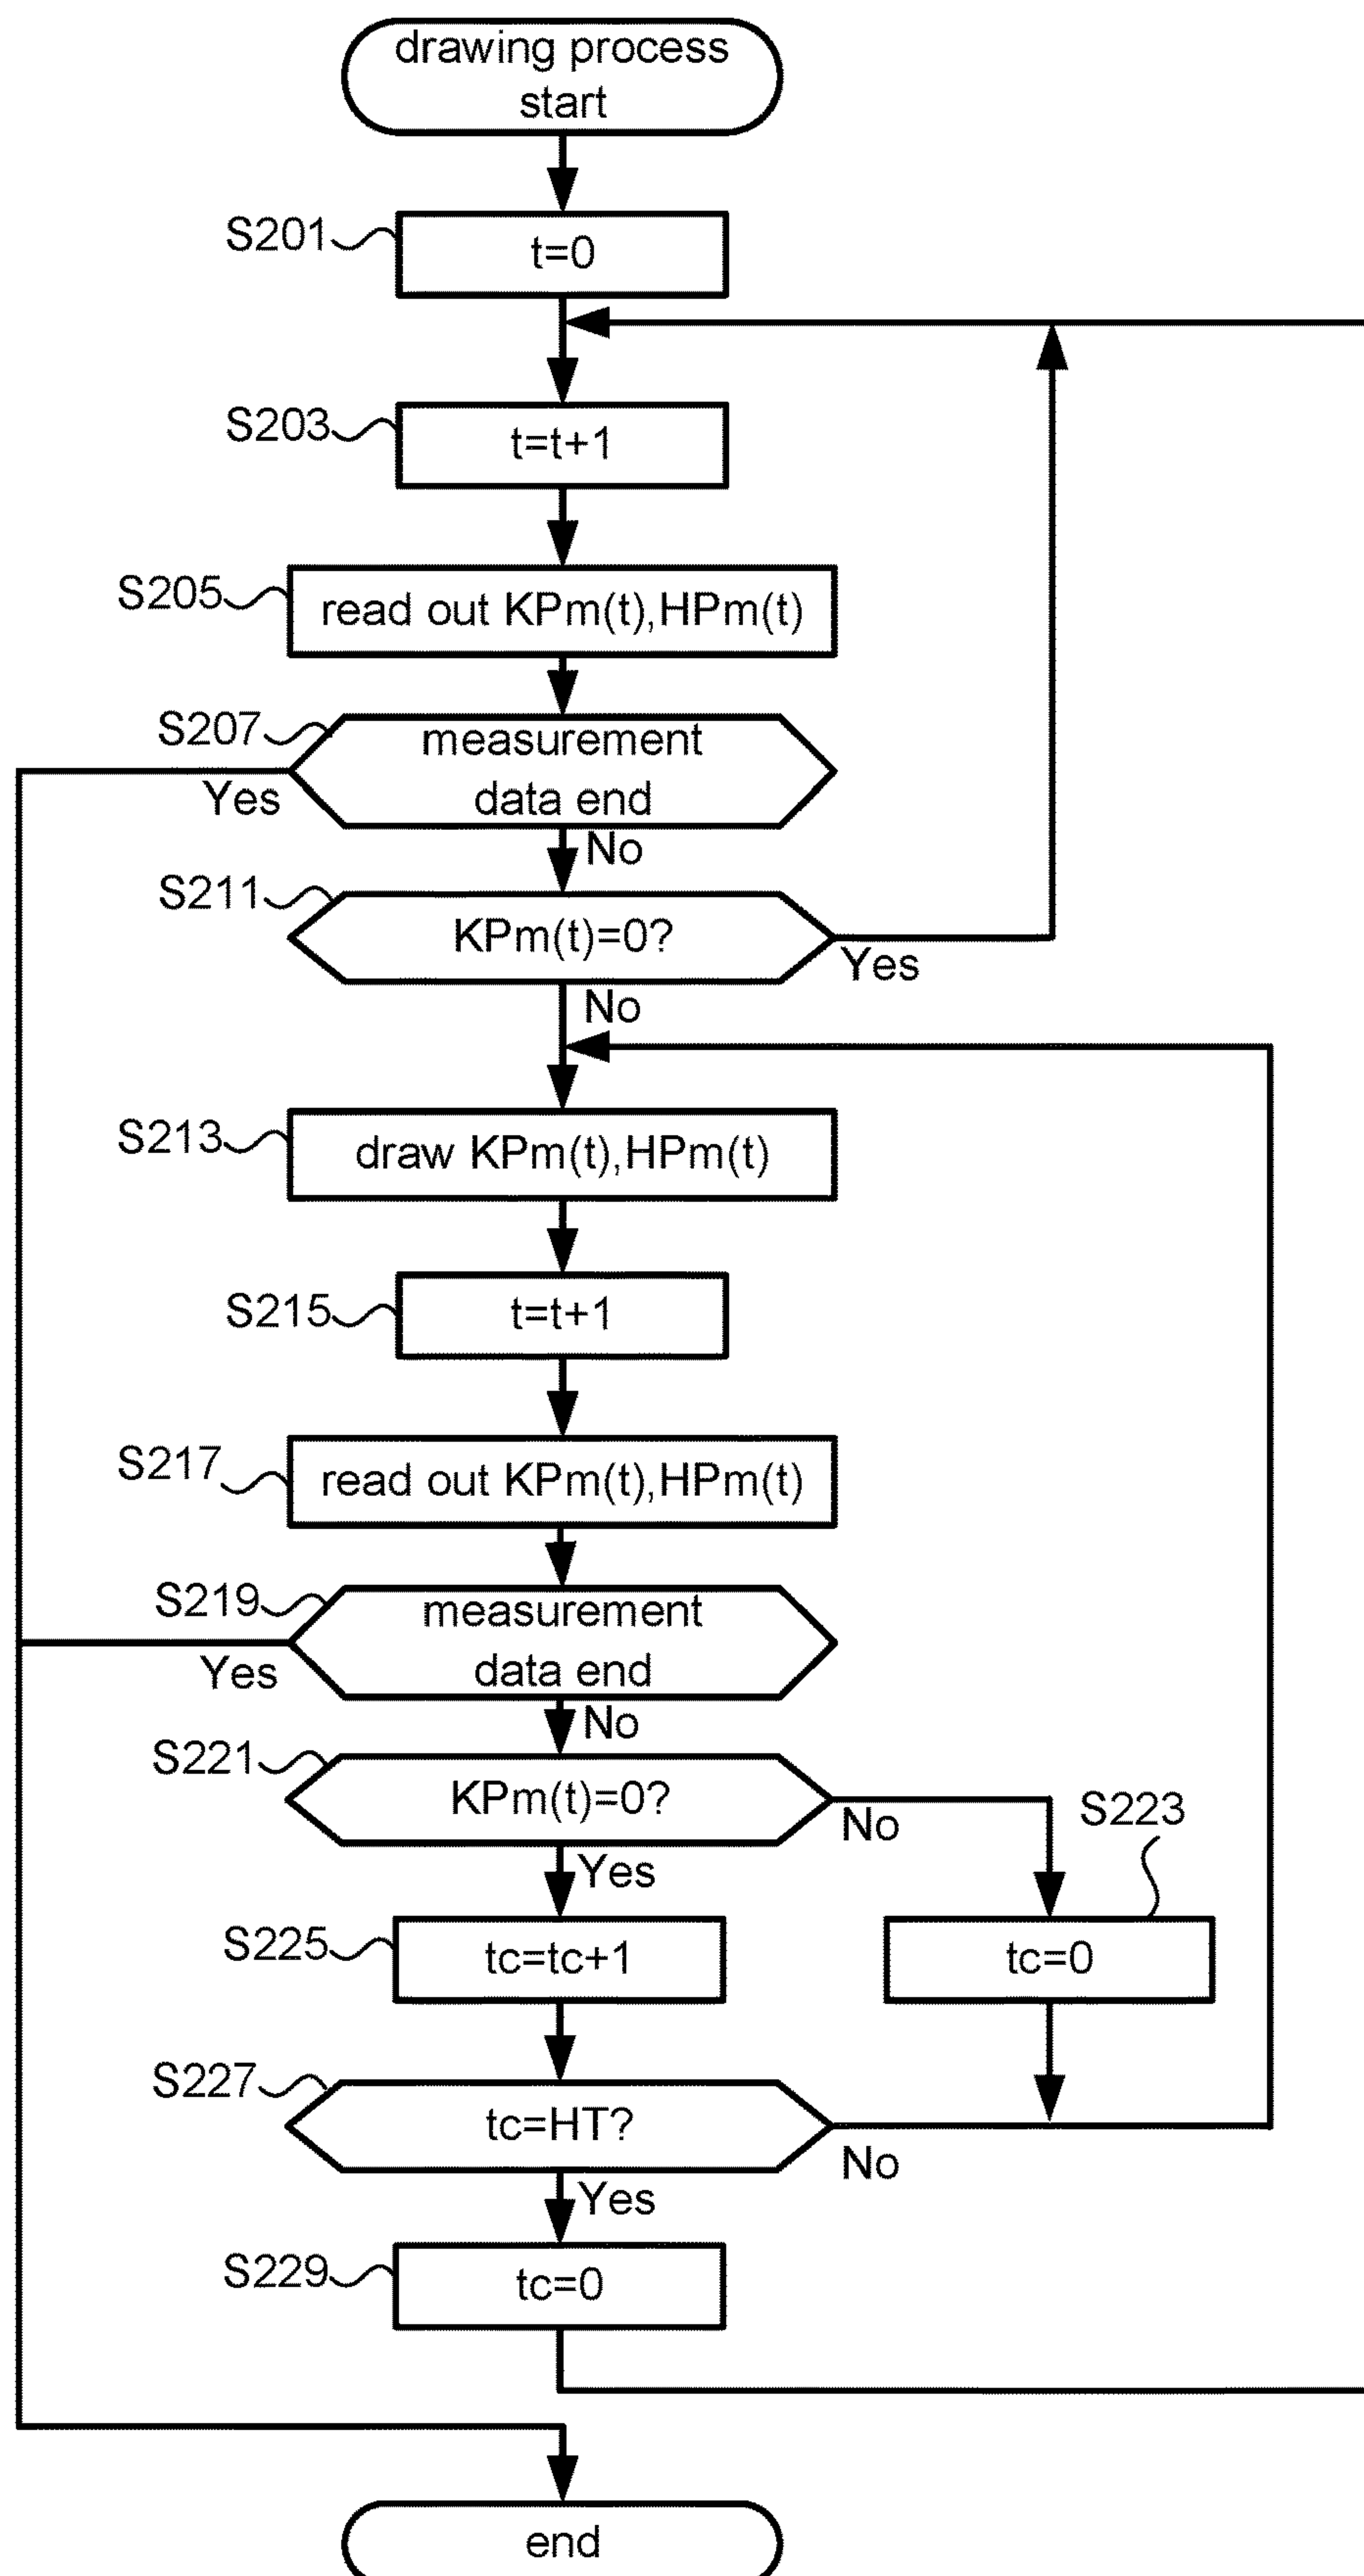 drawing process
start
S201
t=0
S203
t=t+1
S205
read out KPm(t),HPm(t)
S207
measurement
data end
Yes
No
S211
KPm(t)=0?
Yes
No
S213
draw KPm(t),HPm(t)
S215
t=t+1
S217
read out KPm(t),HPm(t)
S219
measurement
data end
Yes
No
S221
KPm(t)=0?
No
S223
Yes
S225
tc=tc+1
tc=0
S227
tc=HT?
No
Yes
S229
tc=0
end